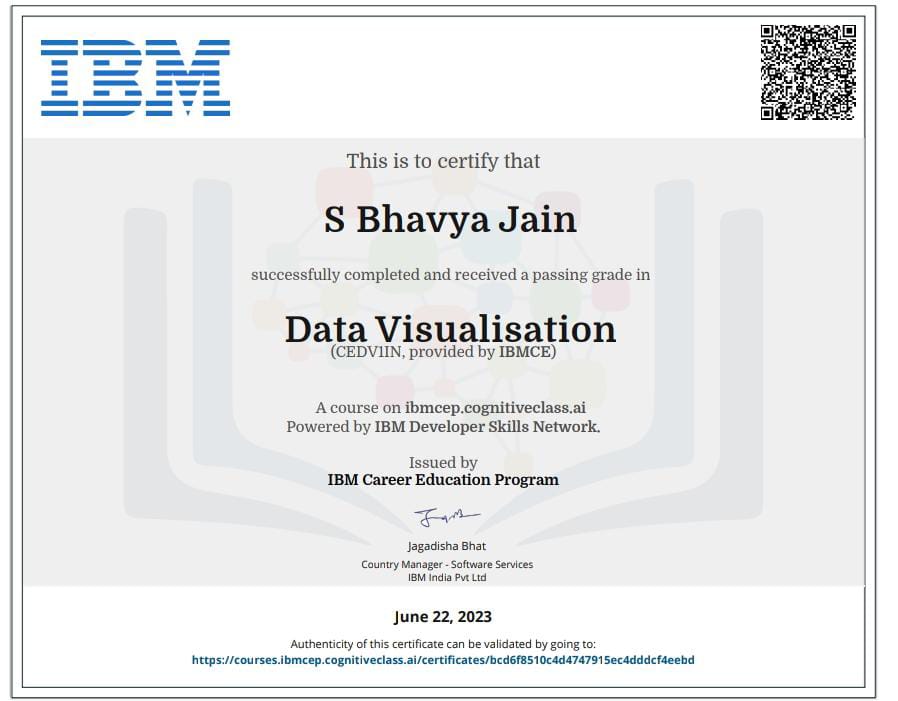 IBM
This is to certify that
S Bhavya Jain
successfully completed and received a passing grade in
Data Visualisation
(CEDV1IN, provided by IBMCE)
A course on ibmcep.cognitiveclass.ai
Powered by IBM Developer Skills Network.
Issued by
IBM Career Education Program
Jagadisha Bhat
Country Manager - Software Services
IBM India Pvt Ltd
June 22, 2023
Authenticity of this certificate can be validated by going to:
https://courses.ibmcep.cognitiveclass.ai/certificates/bcd6f8510c4d4747915ec4dddcf4eebd